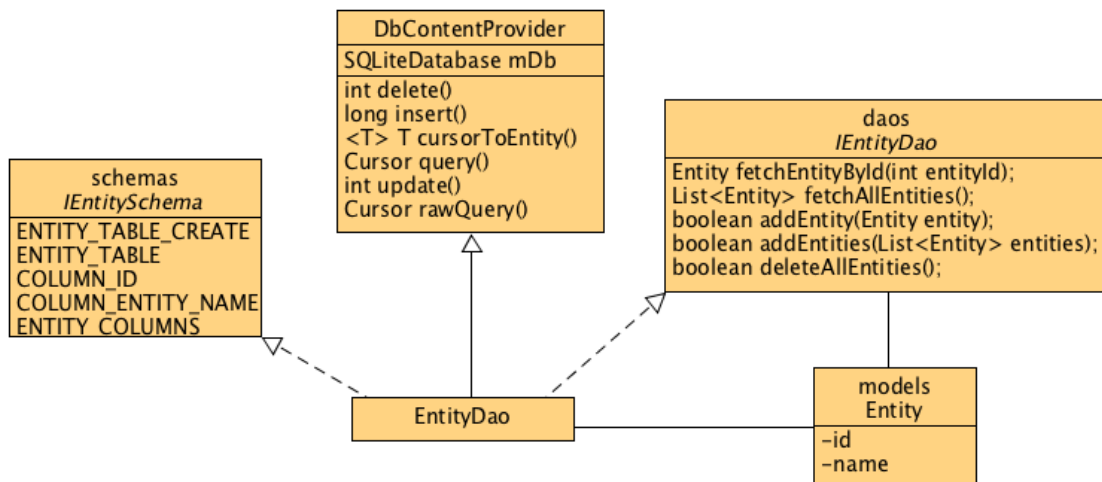 DbContentProvider
SQLiteDatabase mDb
int delete()
long insert()
<T> T cursorToEntity()
Cursor query()
int update()
Cursor rawQuery()
daos
IEntityDao
Entity fetchEntityById(int entityId);
List<Entity> fetchAllEntities();
boolean addEntity(Entity entity);
boolean addEntities(List<Entity> entities);
boolean deleteAllEntities();
schemas
IEntitySchema
ENTITY_TABLE_CREATE
ENTITY_TABLE
COLUMN_ID
COLUMN_ENTITY_NAME
ENTITY_COLUMNS
EntityDao
models
Entity
-id
-name